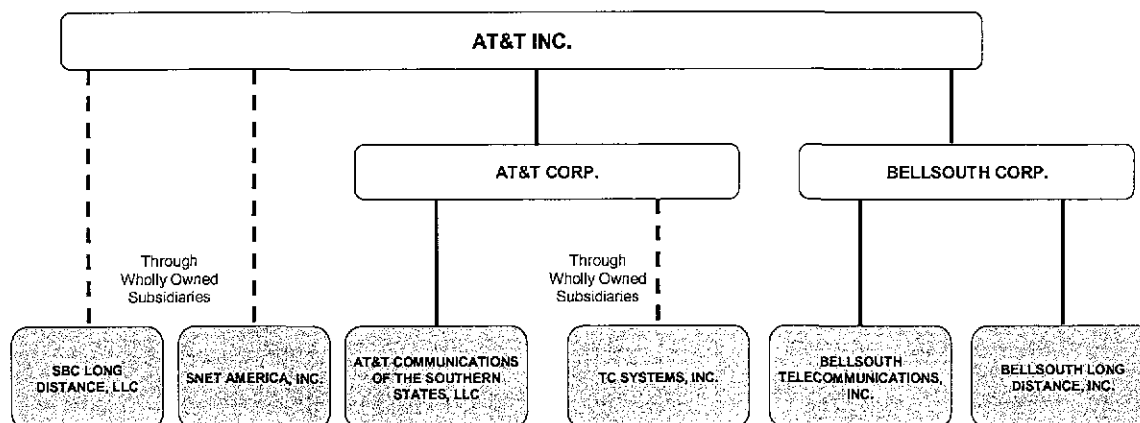 AT&T INC.
AT&T CORP.
BELLSOUTH CORP.
Through
Wholly Owned
Subsidiaries
Through
Wholly Owned
Subsidiaries
SBC LONG
DISTANCE, LLC
SNET AMERICA, INC.
AT&T COMMUNICATIONS
OF THE SOUTHERN
STATES, LLC
TC SYSTEMS, INC.
BELLSOUTH
TELECOMMUNICATIONS,
INC.
BELLSOUTH LONG
DISTANCE, INC.